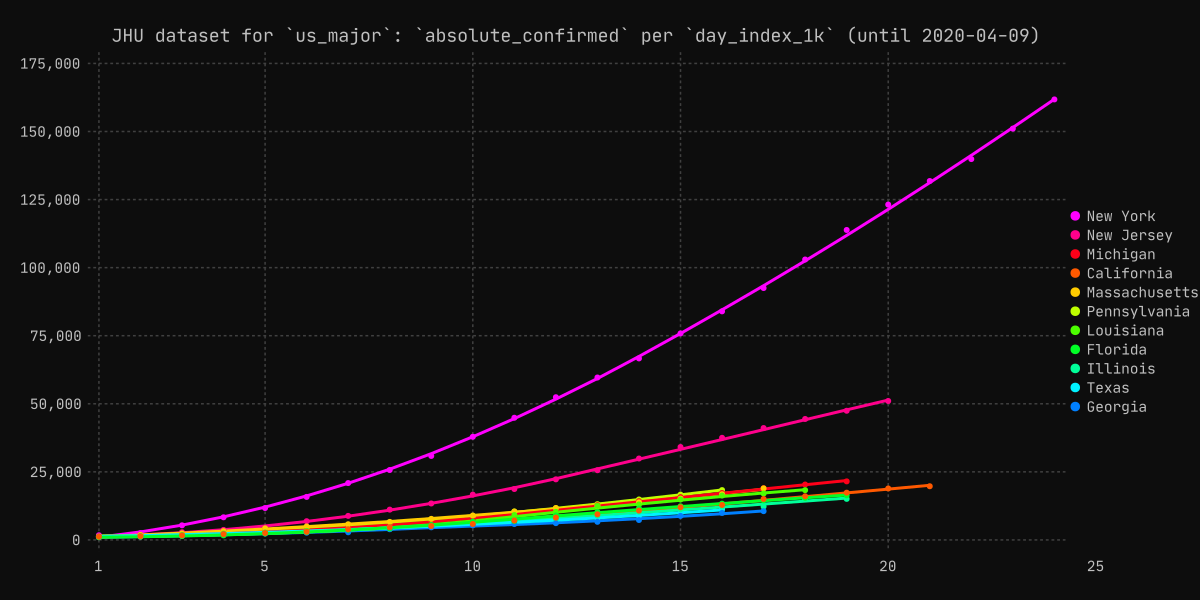 JHU dataset for `us_major`: `absolute_confirmed` per `day_index_1k` (until 2020-04-09)
175,000
150,000
125,000
100,000
75,000
50,000
25,000
0
1 5 10 15 20 25
New York
New Jersey
Michigan
California
Massachusetts
Pennsylvania
Louisiana
Florida
Illinois
Texas
Georgia